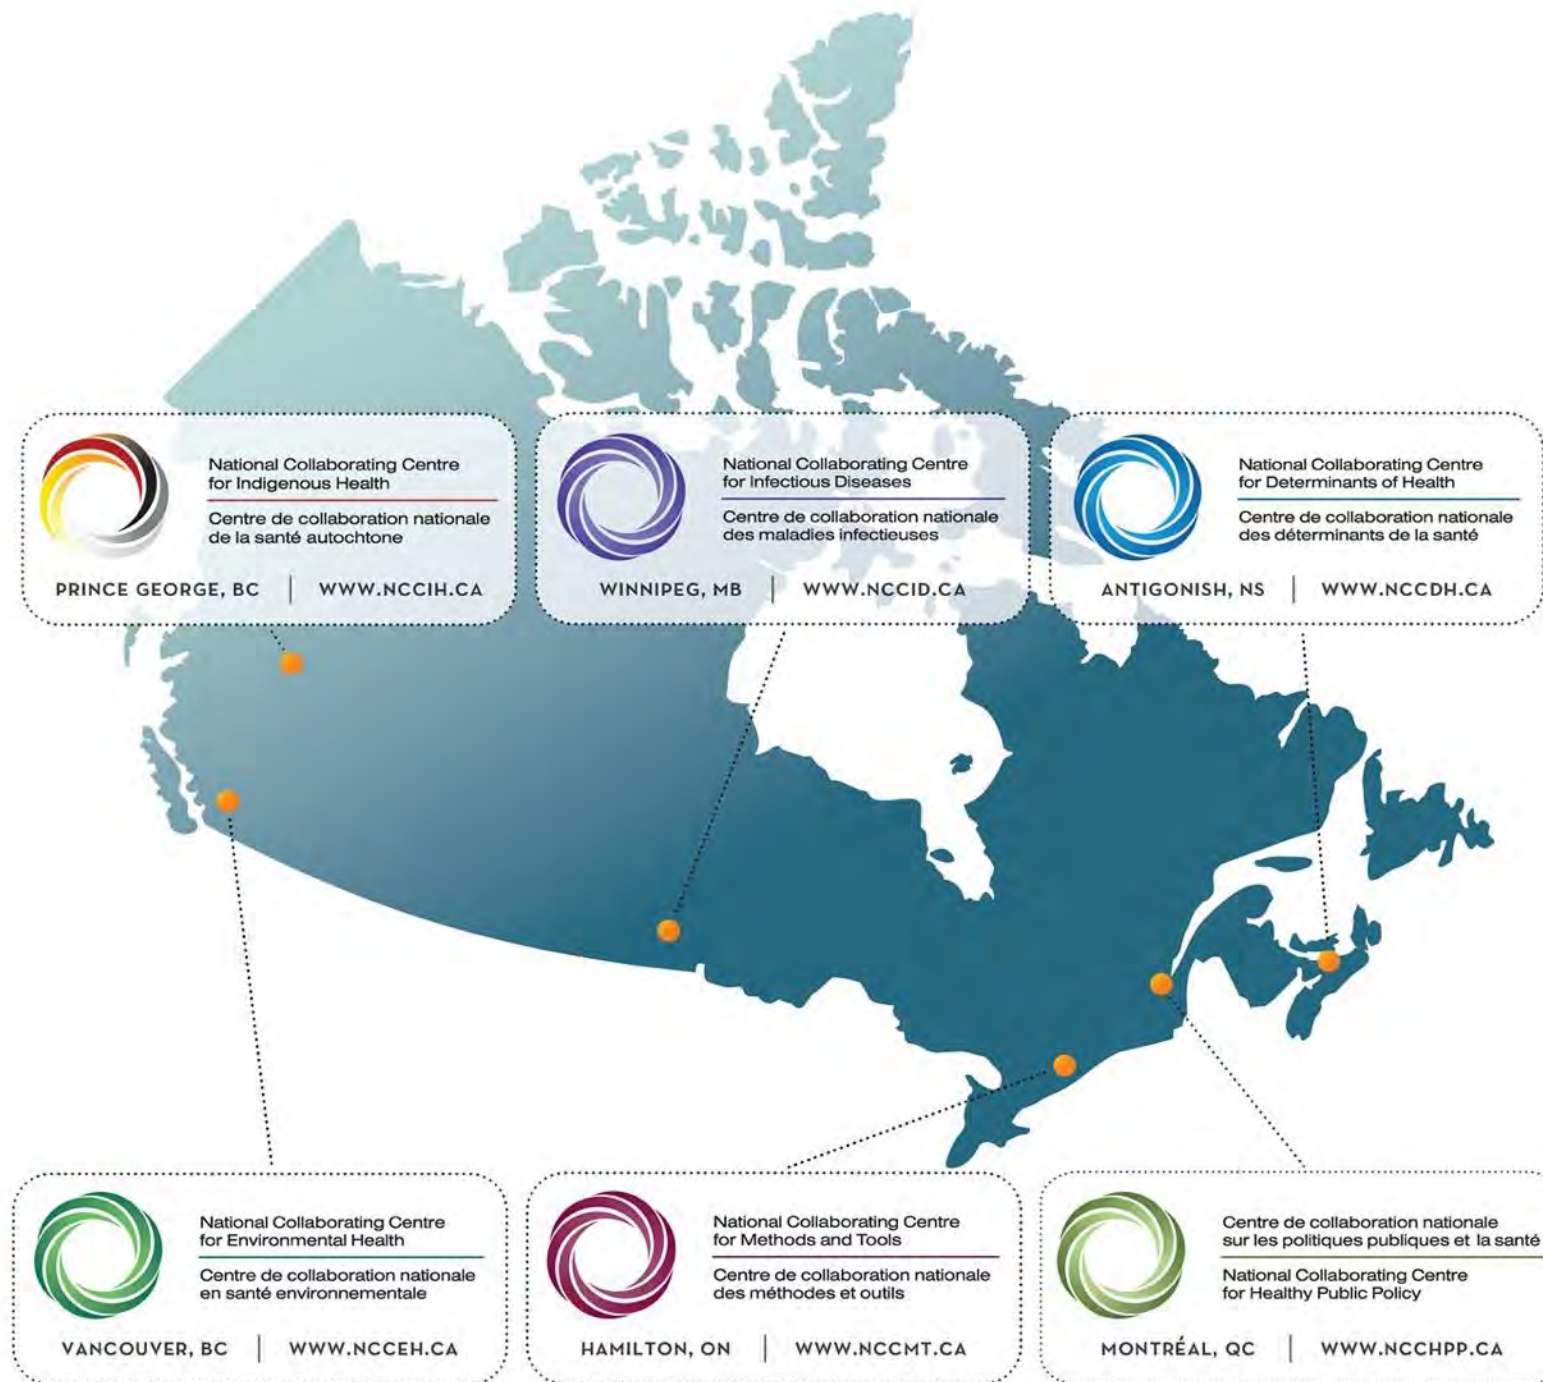 National Collaborating Centre
for Indigenous Health
Centre de collaboration nationale
de la santé autochtone
PRINCE GEORGE, BC | WWW.NCCIH.CA
National Collaborating Centre
for Infectious Diseases
Centre de collaboration nationale
des maladies infectieuses
WINNIPEG, MB | WWW.NCCID.CA
National Collaborating Centre
for Determinants of Health
Centre de collaboration nationale
des déterminants de la santé
ANTIGONISH, NS | WWW.NCCDH.CA
National Collaborating Centre
for Environmental Health
Centre de collaboration nationale
en santé environnementale
VANCOUVER, BC | WWW.NCCEH.CA
National Collaborating Centre
for Methods and Tools
Centre de collaboration nationale
des méthodes et outils
HAMILTON, ON | WWW.NCCMT.CA
Centre de collaboration nationale
sur les politiques publiques et la santé
National Collaborating Centre
for Healthy Public Policy
MONTRÉAL, QC | WWW.NCCHPP.CA